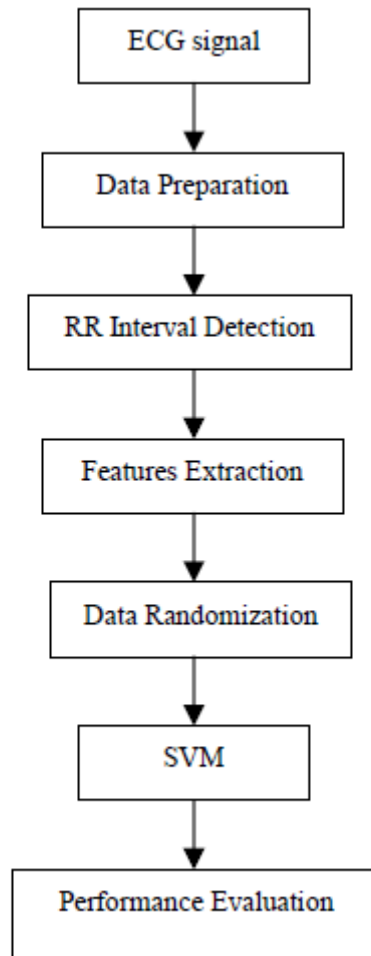 ECG signal
Data Preparation
RR Interval Detection
Features Extraction
Data Randomization
SVM
Performance Evaluation